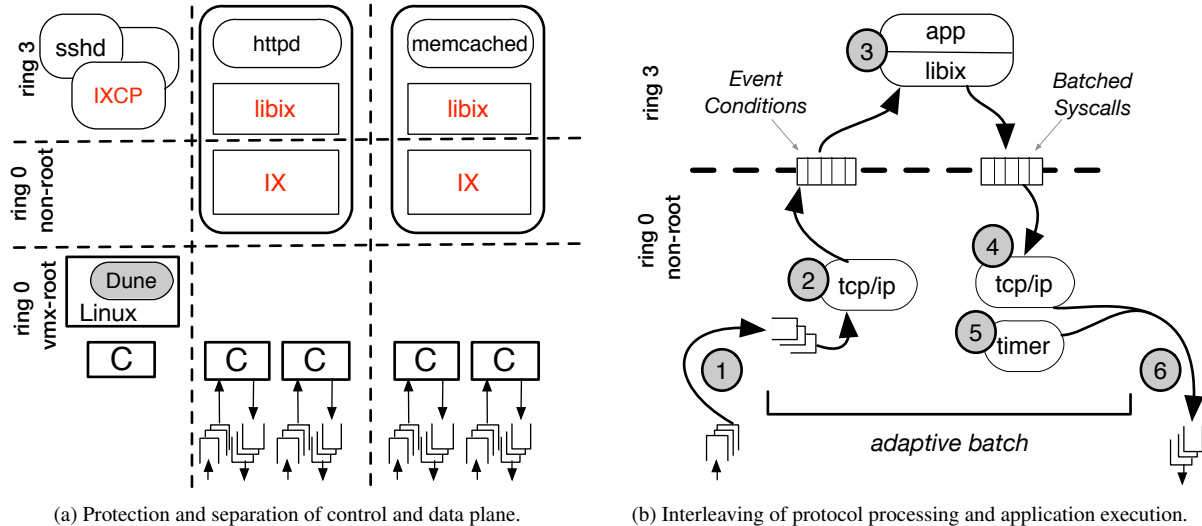 ring 3
sshd
IXCP
httpd
memcached
libix
libix
ring 0
non-root
IX
IX
ring 0
vmx-root
Dune
Linux
C
C
C
C
C
(a) Protection and separation of control and data plane.
ring 3
3
app
libix
Event
Conditions
Batched
Syscalls
ring 0
non-root
2
tcp/ip
4
tcp/ip
5
timer
1
6
adaptive batch
(b) Interleaving of protocol processing and application execution.